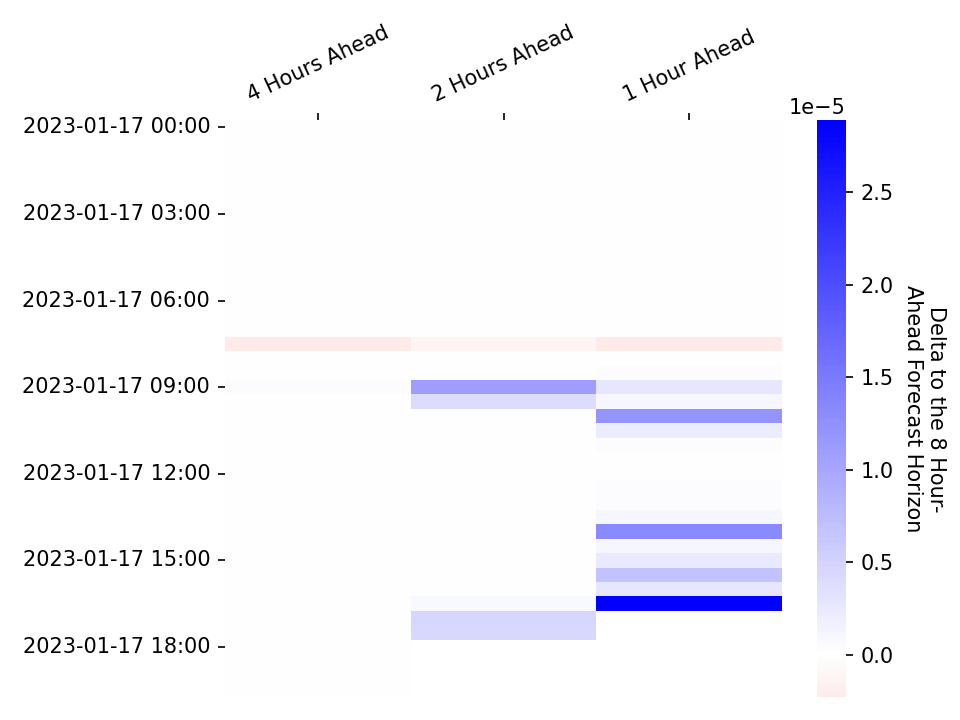 4 Hours Ahead
2 Hours Ahead
1 Hour Ahead
1e−5
2023-01-17 00:00
2023-01-17 03:00
2023-01-17 06:00
2023-01-17 09:00
2023-01-17 12:00
2023-01-17 15:00
2023-01-17 18:00
2.5
2.0
1.5
1.0
0.5
0.0
Delta to the 8 Hour-
Ahead Forecast Horizon